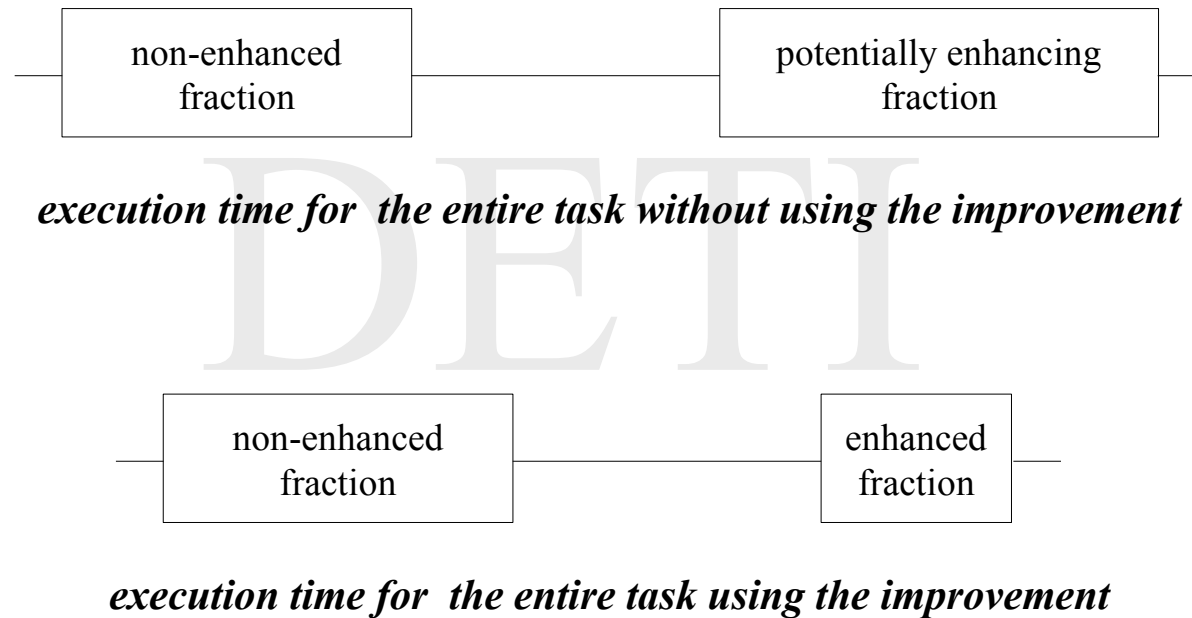 non-enhanced
fraction
potentially enhancing
fraction
execution time for the entire task without using the improvement
DETI
non-enhanced
fraction
enhanced
fraction
execution time for the entire task using the improvement